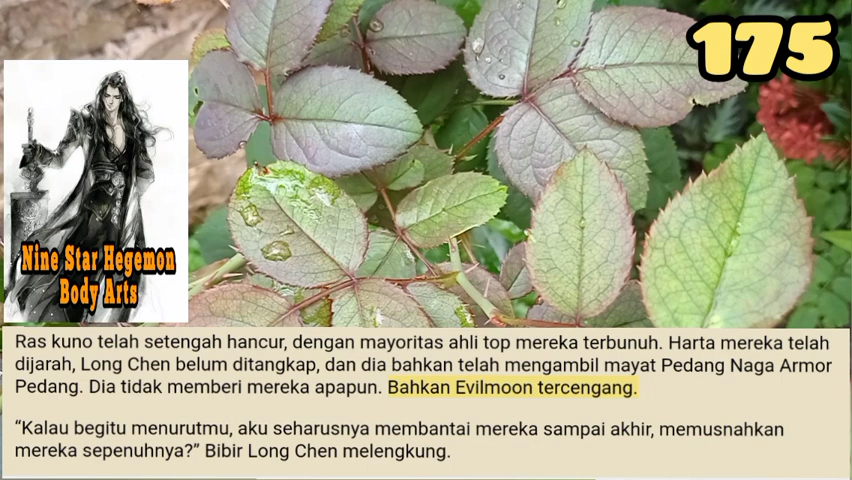 175
Nine Star Hegemon
Body Arts
Ras kuno telah setengah hancur, dengan mayoritas ahli top mereka terbunuh. Harta mereka telah
dijarah, Long Chen belum ditangkap, dan dia bahkan telah mengambil mayat Pedang Naga Armor
Pedang. Dia tidak memberi mereka apapun. Bahkan Evilmoon tercengang.
“Kalau begitu menurutmu, aku seharusnya membantai mereka sampai akhir, memusnahkan
mereka sepenuhnya?” Bibir Long Chen melengkung.